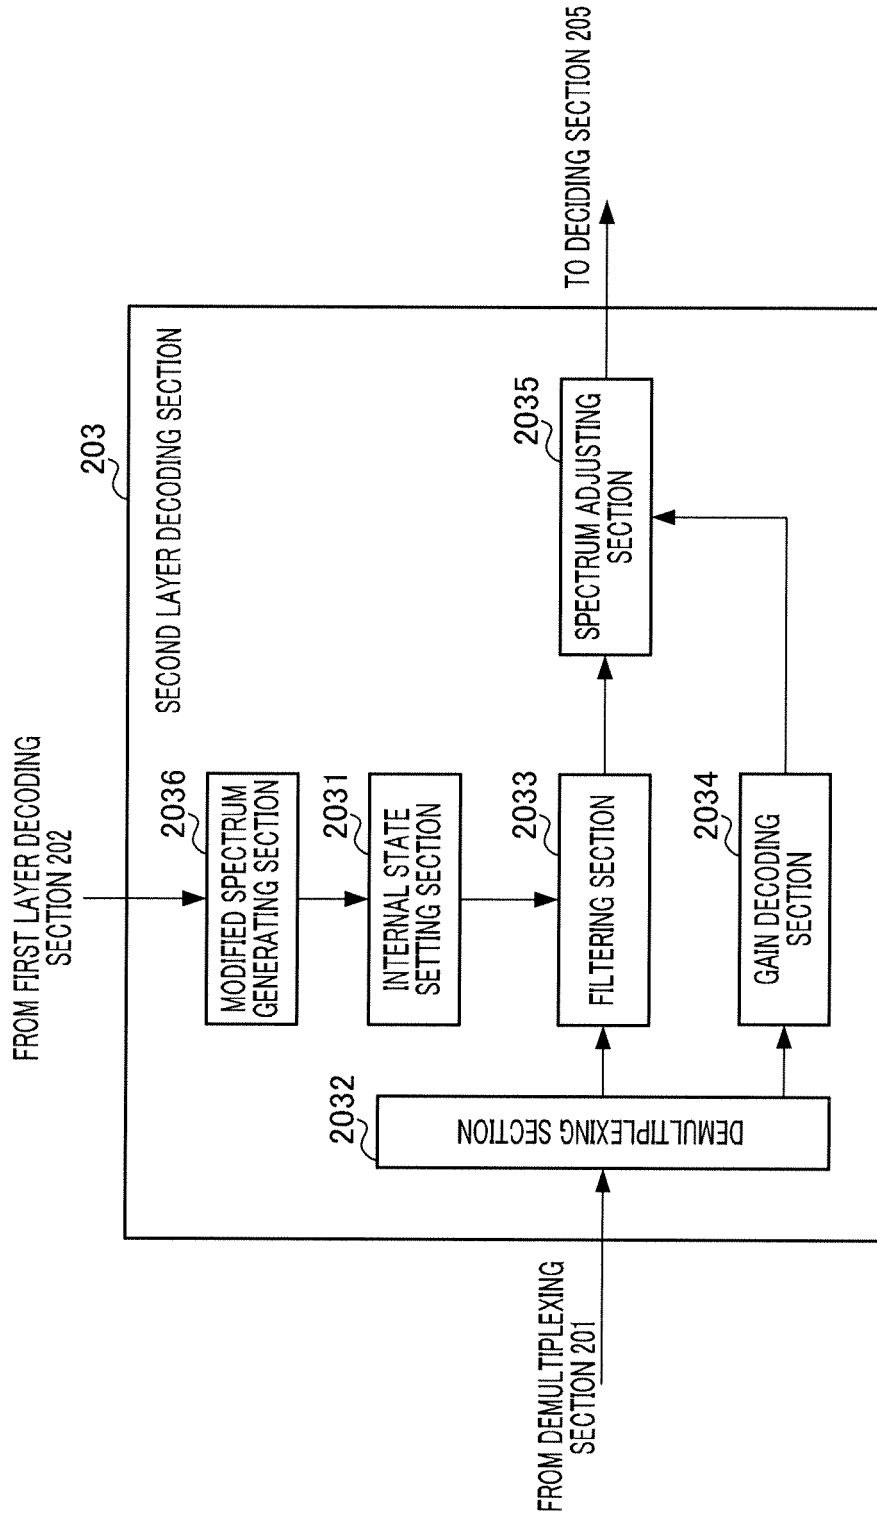 FROM FIRST LAYER DECODING
SECTION 202
203
SECOND LAYER DECODING SECTION
2036
MODIFIED SPECTRUM
GENERATING SECTION
2031
INTERNAL STATE
SETTING SECTION
FROM DEMULTIPLEXING
SECTION 201
2032
DEMULTIPLEXING SECTION
2033
FILTERING SECTION
2035
SPECTRUM ADJUSTING
SECTION
TO DECIDING SECTION 205
2034
GAIN DECODING
SECTION